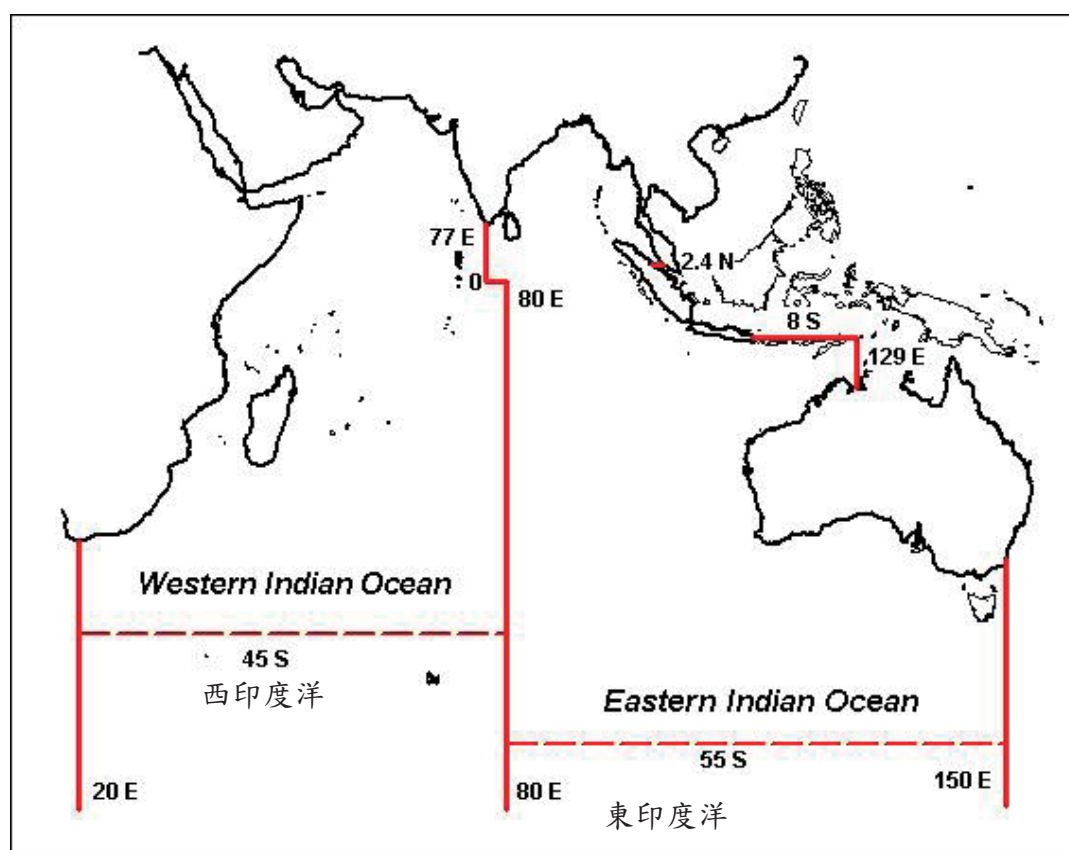 77 E
2.4 N
0
80 E
8 S
129 E
Western Indian Ocean
45 S
西印度洋
Eastern Indian Ocean
55 S
20 E
80 E
150 E
東印度洋